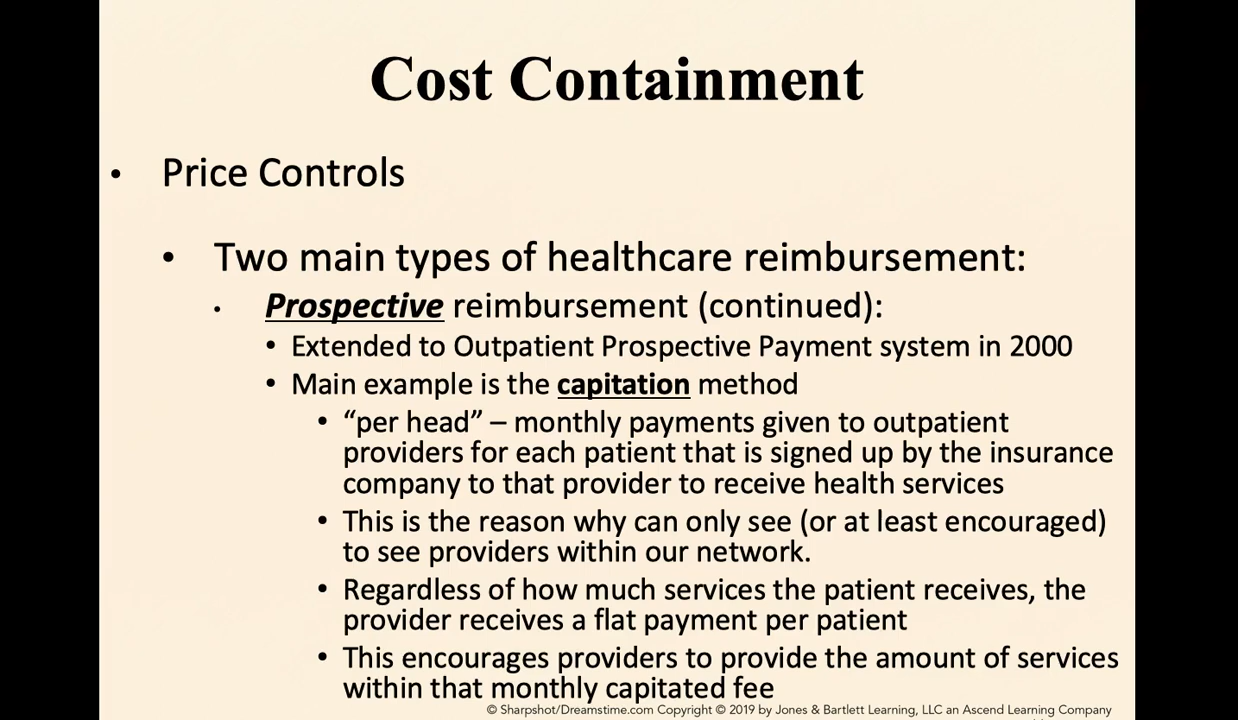 Cost Containment
• Price Controls
• Two main types of healthcare reimbursement:
• Prospective reimbursement (continued):
• Extended to Outpatient Prospective Payment system in 2000
• Main example is the capitation method
• “per head” – monthly payments given to outpatient
providers for each patient that is signed up by the insurance
company to that provider to receive health services
• This is the reason why can only see (or at least encouraged)
to see providers within our network.
• Regardless of how much services the patient receives, the
provider receives a flat payment per patient
• This encourages providers to provide the amount of services
within that monthly capitated fee
© Sharpshot/Dreamstime.com Copyright © 2019 by Jones & Bartlett Learning, LLC an Ascend Learning Company